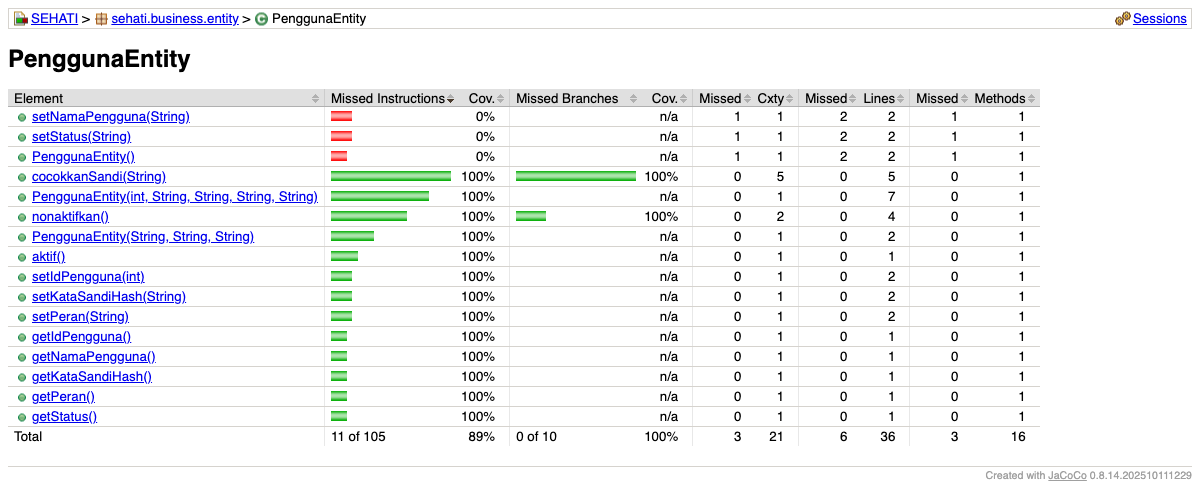 SEHATI > sehati.business.entity > PenggunaEntity Sessions
PenggunaEntity
Element Missed Instructions Cov. Missed Branches Cov. Missed Cxty Missed Lines Missed Methods
setNamaPengguna(String) 0% n/a 1 1 2 2 1 1
setStatus(String) 0% n/a 1 1 2 2 1 1
PenggunaEntity() 0% n/a 1 1 2 2 1 1
cocokkanSandi(String) 100% 100% 0 5 0 5 0 1
PenggunaEntity(int, String, String, String, String) 100% n/a 0 1 0 7 0 1
nonaktifkan() 100% 100% 0 2 0 4 0 1
PenggunaEntity(String, String, String) 100% n/a 0 1 0 2 0 1
aktif() 100% n/a 0 1 0 1 0 1
setIdPengguna(int) 100% n/a 0 1 0 2 0 1
setKataSandiHash(String) 100% n/a 0 1 0 2 0 1
setPeran(String) 100% n/a 0 1 0 2 0 1
getIdPengguna() 100% n/a 0 1 0 1 0 1
getNamaPengguna() 100% n/a 0 1 0 1 0 1
getKataSandiHash() 100% n/a 0 1 0 1 0 1
getPeran() 100% n/a 0 1 0 1 0 1
getStatus() 100% n/a 0 1 0 1 0 1
Total 11 of 105 89% 0 of 10 100% 3 21 6 36 3 16
Created with JaCoCo 0.8.14.202510111229